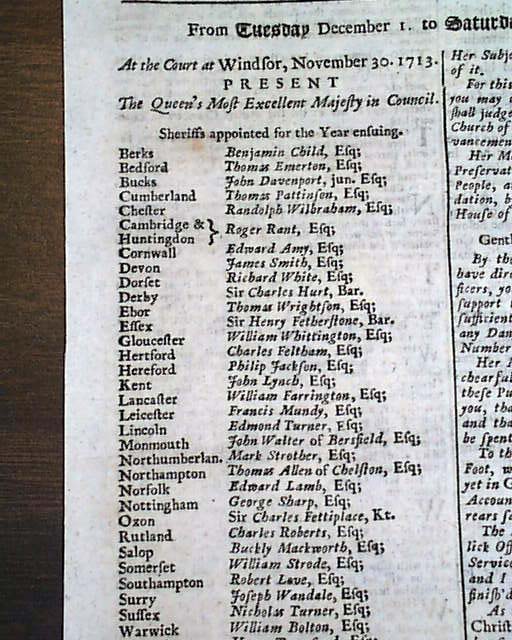 From Tuesday December 1. to
At the Court at Windſor, November 30. 1713.
PRESENT
The Queen's Moſt Excellent Majeſty in Council.
Sheriffs appointed for the Year enſuing.
Berks Benjamin Child, Eſq;
Bedford Thomas Emerton, Eſq;
Bucks John Davenport, jun. Eſq;
Cumberland Thomas Pattinſon, Eſq;
Cheſter Randolph Wilbraham, Eſq;
Cambridge &
Huntingdon } Roger Rant, Eſq;
Cornwall Edward Amy, Eſq;
Devon James Smith, Eſq;
Dorſet Richard White, Eſq;
Derby Sir Charles Hurt, Bar.
Ebor Thomas Wrightſon, Eſq;
Eſſex Sir Henry Fetherſtone, Bar.
Glouceſter William Whittington, Eſq;
Hertford Charles Feltham, Eſq;
Hereford Philip Jackſon, Eſq;
Kent John Lynch, Eſq;
Lancaſter William Farrington, Eſq;
Leiceſter Francis Mundy, Eſq;
Lincoln Edmond Turner, Eſq;
Monmouth John Walter of Bersfield, Eſq;
Northumberlan. Mark Strother, Eſq;
Northampton Thomas Allen of Chelſton, Eſq;
Norfolk Edward Lamb, Eſq;
Nottingham George Sharp, Eſq;
Oxon Sir Charles Fettiplace, Kt.
Rutland Charles Roberts, Eſq;
Salop Buckly Mackworth, Eſq;
Somerſet William Strode, Eſq;
Southampton Robert Love, Eſq;
Surry Joſeph Wandale, Eſq;
Suſſex Nicholas Turner, Eſq;
Warwick William Bolton, Eſq;
Her Subj
of it.
For this
you may
ſhall judge
Church of
vancemen
Her M
Preſervat
People, a
dation, b
Houſe of
Gentl
By the
have dire
ficers, yo
ſupport
ſufficient
any Dan
Number
Her
chearful
theſe Pu
you, tha
and tha
be ſpent
To th
Foot, w
yet in G
Accoun
rears ſo
The
lick Off
Service
and I
finiſh'd
As
Chriſt